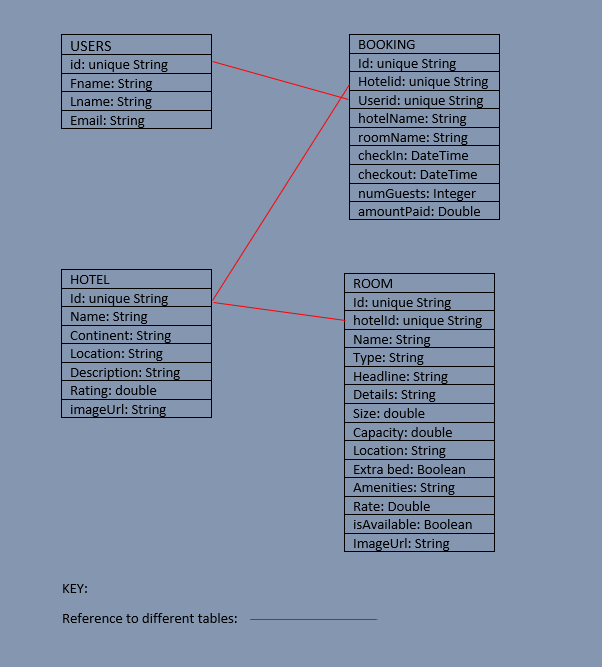 USERS
id: unique String
Fname: String
Lname: String
Email: String
BOOKING
Id: unique String
Hotelid: unique String
Userid: unique String
hotelName: String
roomName: String
checkIn: DateTime
checkout: DateTime
numGuests: Integer
amountPaid: Double
HOTEL
Id: unique String
Name: String
Continent: String
Location: String
Description: String
Rating: double
imageUrl: String
ROOM
Id: unique String
hotelId: unique String
Name: String
Type: String
Headline: String
Details: String
Size: double
Capacity: double
Location: String
Extra bed: Boolean
Amenities: String
Rate: Double
isAvailable: Boolean
ImageUrl: String
KEY:
Reference to different tables: